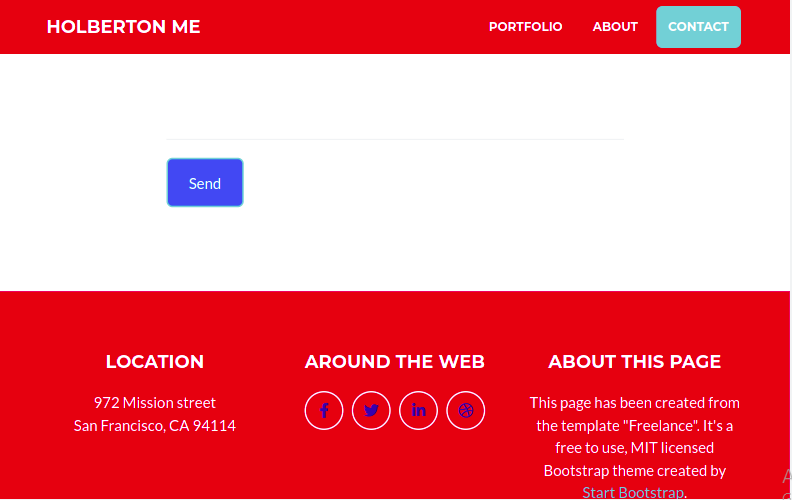 HOLBERTON ME
PORTFOLIO
ABOUT
CONTACT
Send
LOCATION
972 Mission street
San Francisco, CA 94114
AROUND THE WEB
ABOUT THIS PAGE
This page has been created from
the template "Freelance". It's a
free to use, MIT licensed
Bootstrap theme created by
Start Bootstrap.